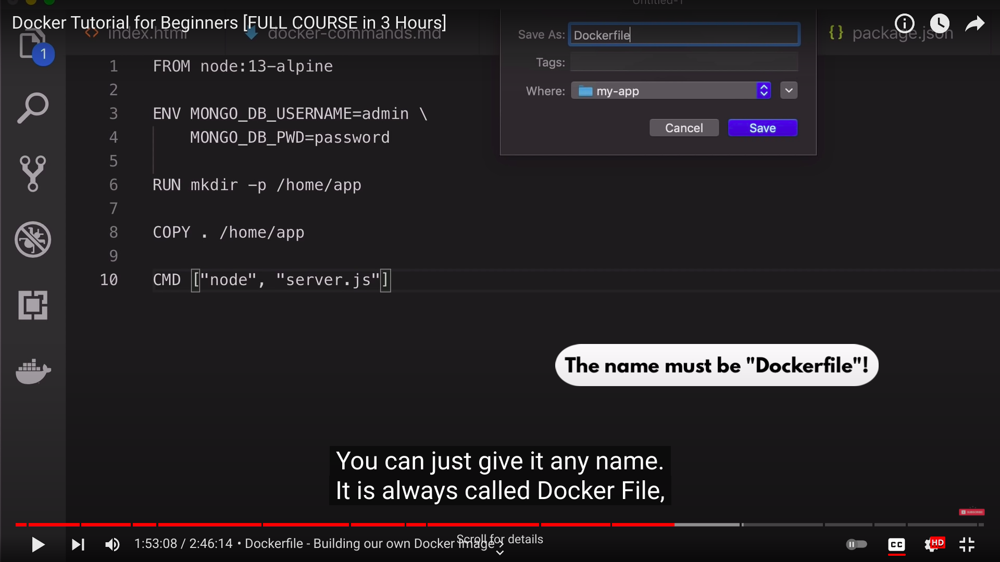 Untitled-1
Docker Tutorial for Beginners [FULL COURSE in 3 Hours]
index.html
docker-commands.md
package.json
1
Save As: Dockerfile
Tags:
Where: my-app
Cancel Save
1 FROM node:13-alpine
2
3 ENV MONGO_DB_USERNAME=admin \
4 MONGO_DB_PWD=password
5
6 RUN mkdir -p /home/app
7
8 COPY . /home/app
9
10 CMD ["node", "server.js"]
The name must be "Dockerfile"!
You can just give it any name.
It is always called Docker File,
SUBSCRIBE
1:53:08 / 2:46:14 • Dockerfile - Building our own Docker Image
Scroll for details
CC
HD